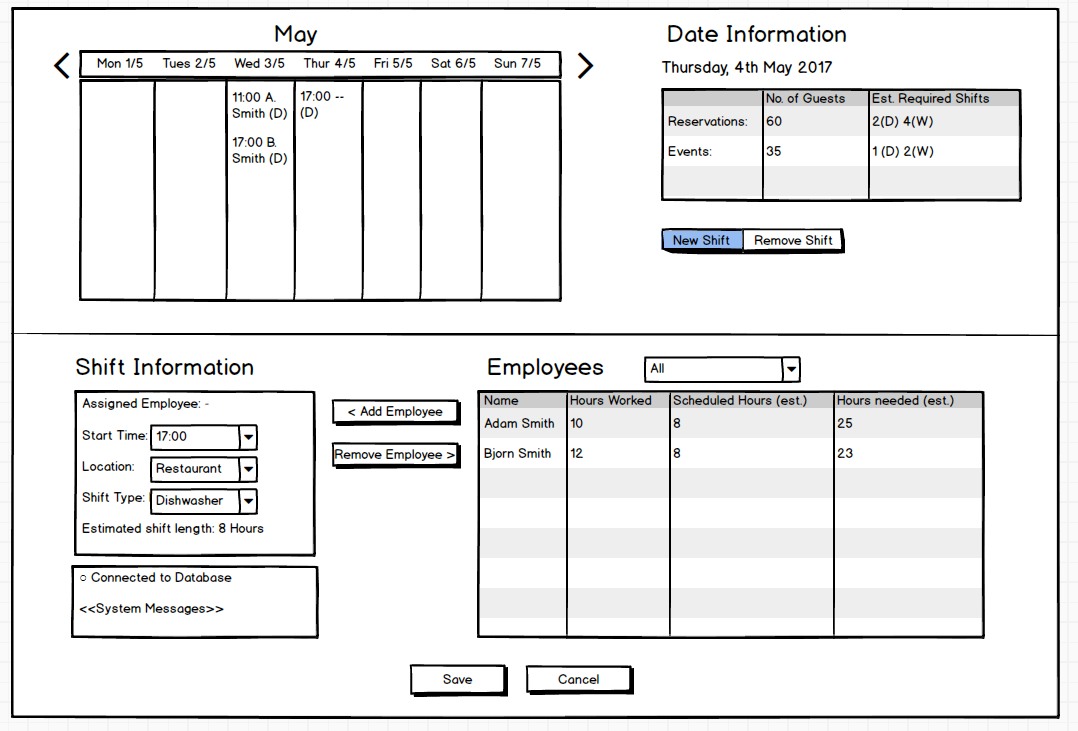 May
Mon 1/5 Tues 2/5 Wed 3/5 Thur 4/5 Fri 5/5 Sat 6/5 Sun 7/5
11:00 A.
Smith (D)
17:00 B.
Smith (D)
17:00 --
(D)
Date Information
Thursday, 4th May 2017
No. of Guests Est. Required Shifts
Reservations: 60 2(D) 4(W)
Events: 35 1 (D) 2(W)
New Shift Remove Shift
Shift Information
Assigned Employee: -
Start Time: 17:00
Location: Restaurant
Shift Type: Dishwasher
Estimated shift length: 8 Hours
○ Connected to Database
<<System Messages>>
< Add Employee
Remove Employee >
Employees All
Name Hours Worked Scheduled Hours (est.) Hours needed (est.)
Adam Smith 10 8 25
Bjorn Smith 12 8 23
Save Cancel